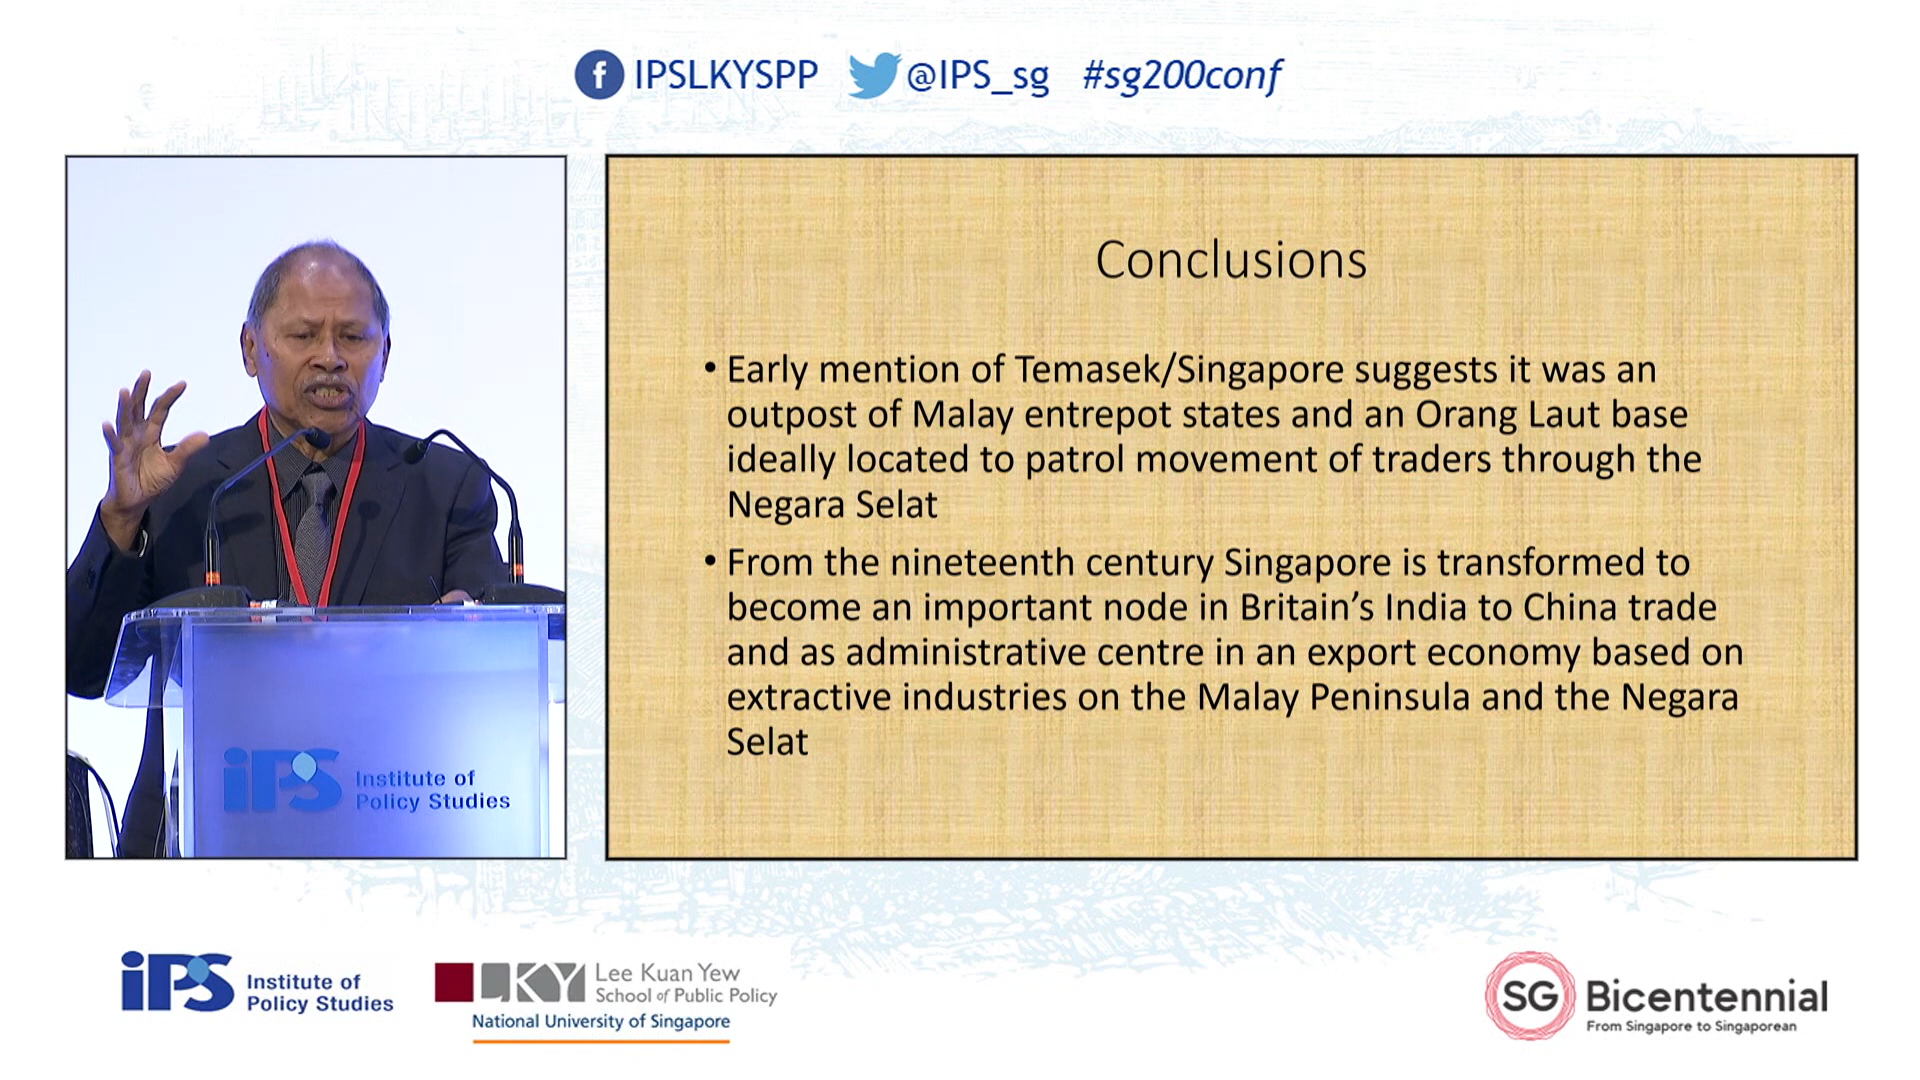 f IPSLKYSPP @IPS_sg #sg200conf
Conclusions
• Early mention of Temasek/Singapore suggests it was an
outpost of Malay entrepot states and an Orang Laut base
ideally located to patrol movement of traders through the
Negara Selat
• From the nineteenth century Singapore is transformed to
become an important node in Britain’s India to China trade
and as administrative centre in an export economy based on
extractive industries on the Malay Peninsula and the Negara
Selat
iPS Institute of
Policy Studies
iPS Institute of
Policy Studies
LKY Lee Kuan Yew
School of Public Policy
National University of Singapore
SG Bicentennial
From Singapore to Singaporean